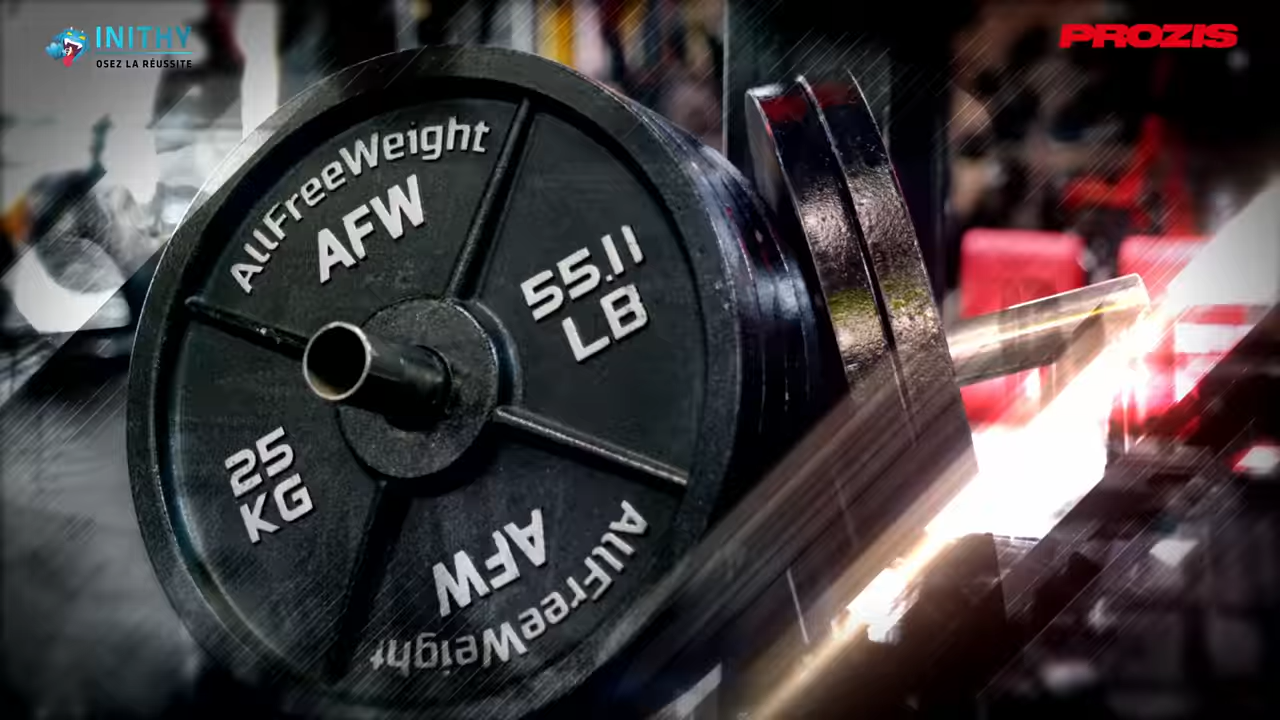 INITHY
OSEZ LA RÉUSSITE
PROZIS
AllFreeWeight
AFW
55.11
LB
25
KG
AFW
AllFreeWeight